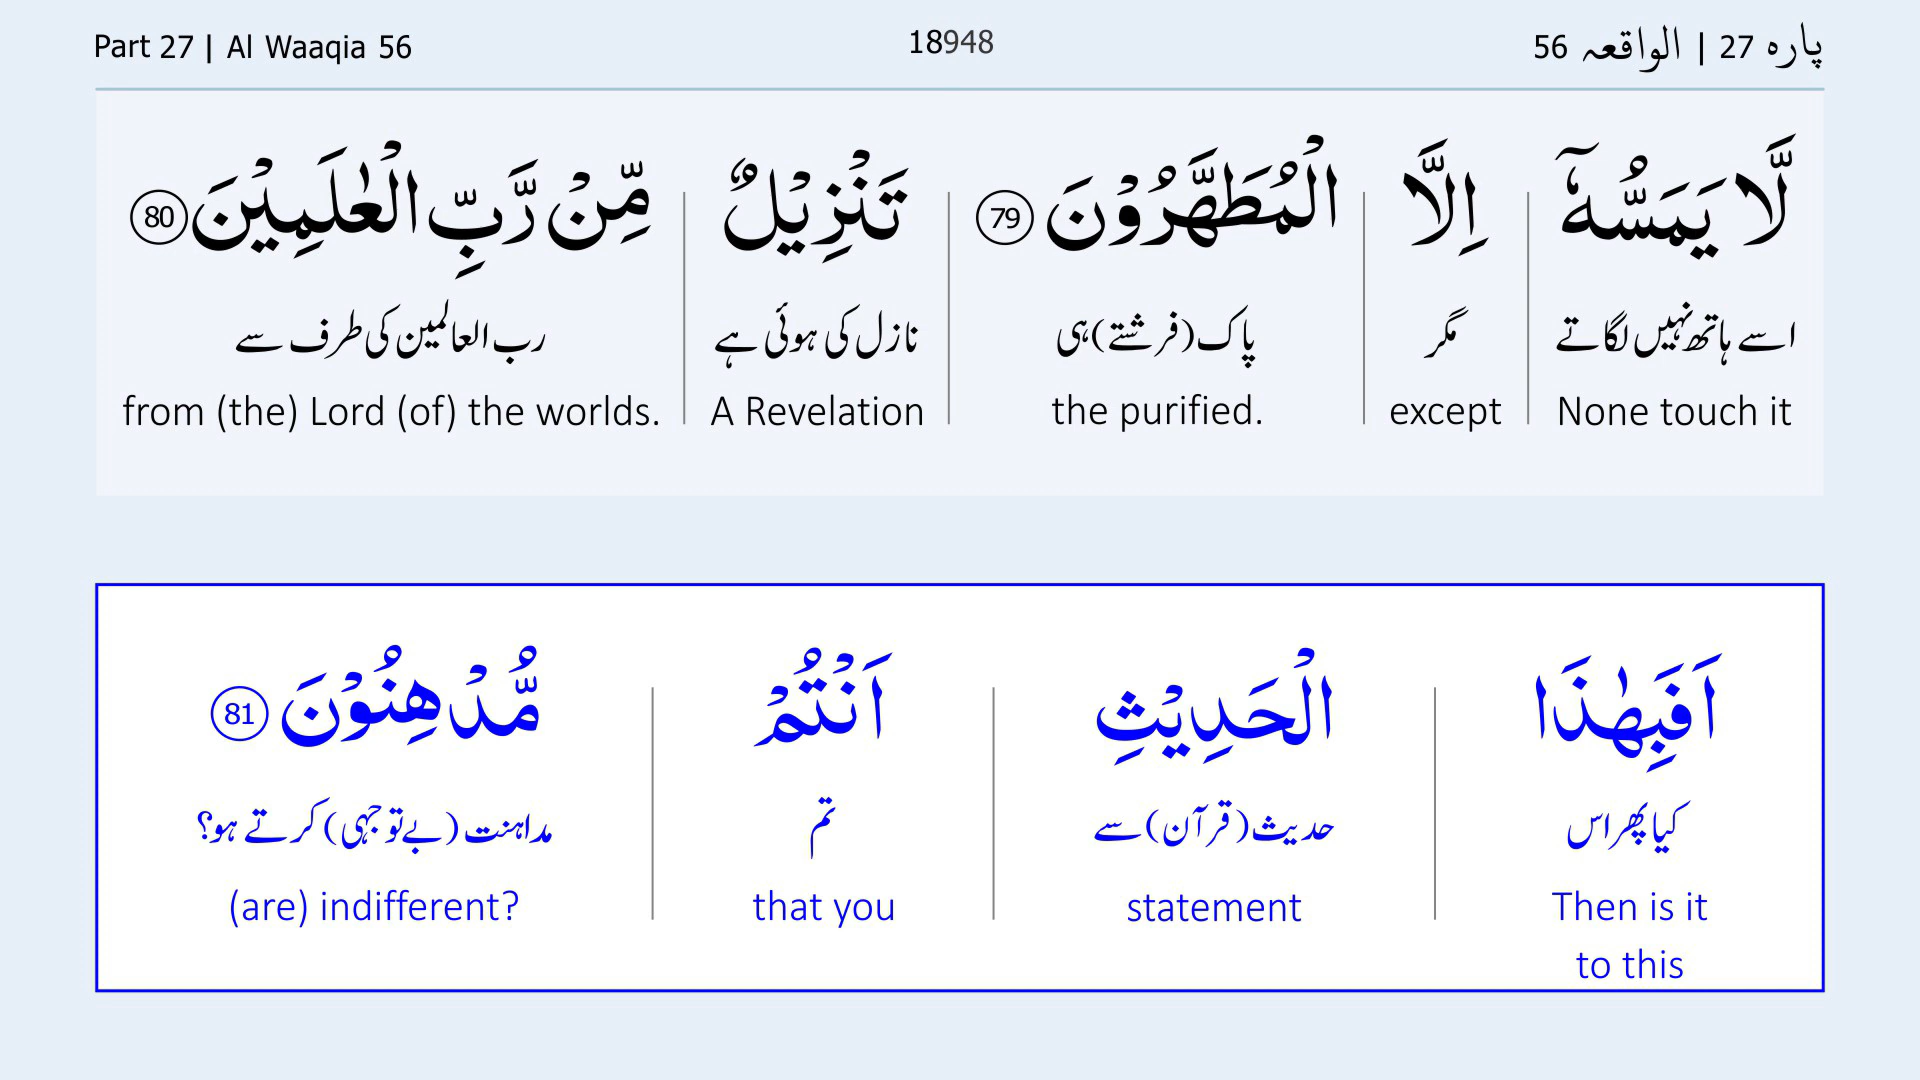 Part 27 | Al Waaqia 56
18948
پارہ 27 | الواقعہ 56
لَّا يَمَسُّهٗۤ اِلَّا الْمُطَهَّرُوْنَ 79 تَنْزِيْلٌ مِّنْ رَّبِّ الْعٰلَمِيْنَ 80
اسے ہاتھ نہیں لگاتے مگر پاک (فرشتے) ہی نازل کی ہوئی ہے رب العالمین کی طرف سے
None touch it except the purified. A Revelation from (the) Lord (of) the worlds.
اَفَبِهٰذَا الْحَدِيْثِ اَنْتُمْ مُّدْهِنُوْنَ 81
کیا پھر اس حدیث (قرآن) سے تم مداہنت (بے توجہی) کرتے ہو؟
Then is it statement that you (are) indifferent?
to this